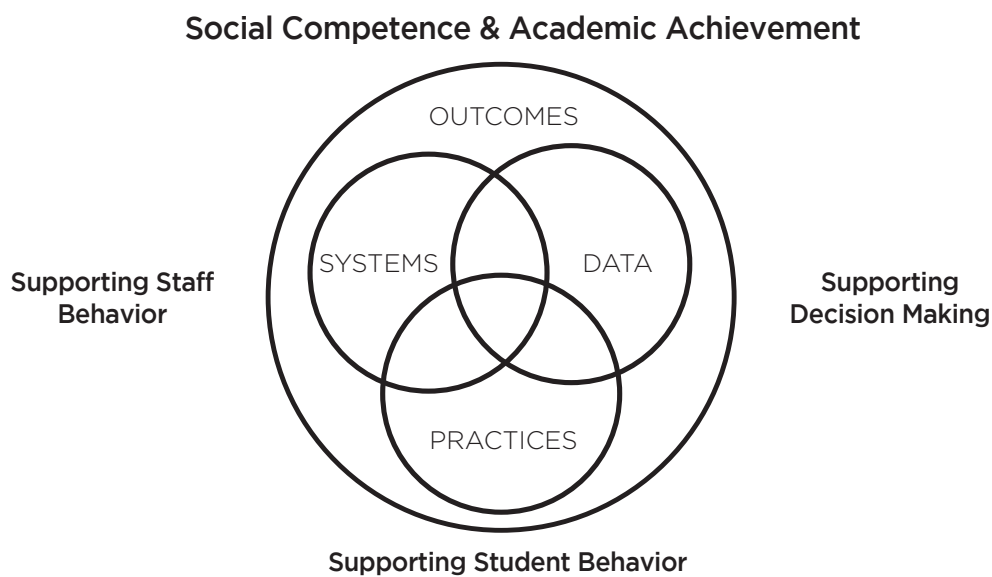 Social Competence & Academic Achievement
OUTCOMES
SYSTEMS
DATA
Supporting Staff
Behavior
Supporting
Decision Making
PRACTICES
Supporting Student Behavior